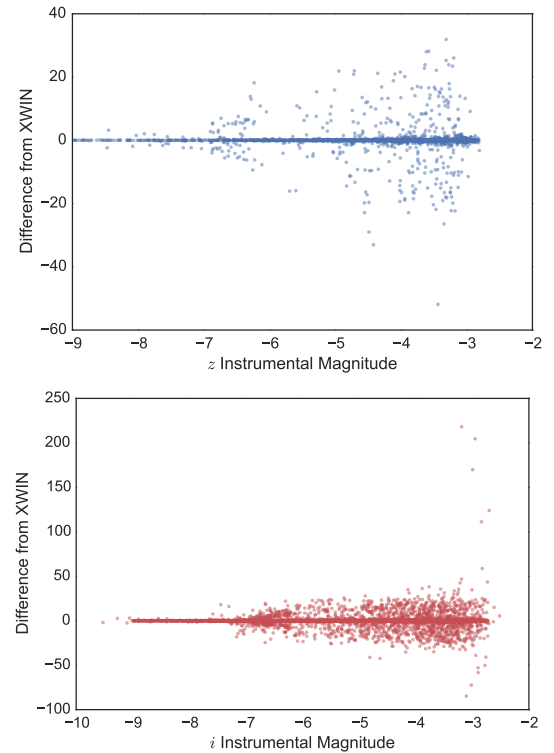 40
20
0
−20
−40
−60
Difference from XWIN
−9 −8 −7 −6 −5 −4 −3 −2
z Instrumental Magnitude
250
200
150
100
50
0
−50
−100
Difference from XWIN
−10 −9 −8 −7 −6 −5 −4 −3 −2
i Instrumental Magnitude